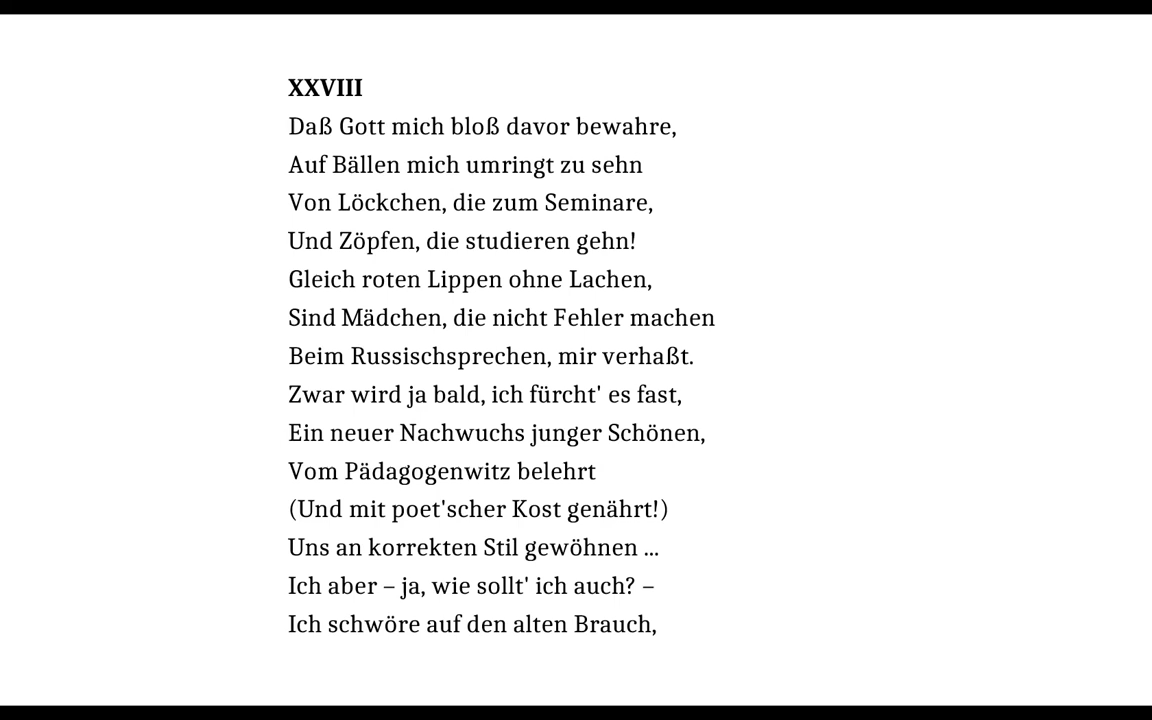 XXVIII
Daß Gott mich bloß davor bewahre,
Auf Bällen mich umringt zu sehn
Von Löckchen, die zum Seminare,
Und Zöpfen, die studieren gehn!
Gleich roten Lippen ohne Lachen,
Sind Mädchen, die nicht Fehler machen
Beim Russischsprechen, mir verhaßt.
Zwar wird ja bald, ich fürcht' es fast,
Ein neuer Nachwuchs junger Schönen,
Vom Pädagogenwitz belehrt
(Und mit poet'scher Kost genährt!)
Uns an korrekten Stil gewöhnen ...
Ich aber – ja, wie sollt' ich auch? –
Ich schwöre auf den alten Brauch,